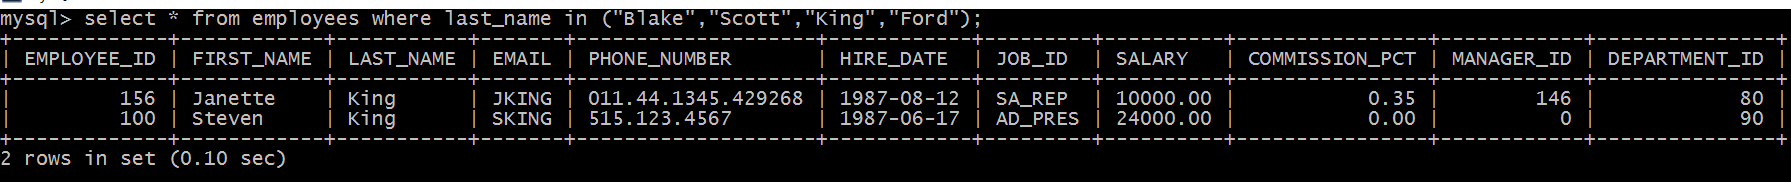 mysql> select * from employees where last_name in ("Blake","Scott","King","Ford");
+-------------+------------+-----------+-------+--------------------+------------+---------+----------+----------------+------------+---------------+
| EMPLOYEE_ID | FIRST_NAME | LAST_NAME | EMAIL | PHONE_NUMBER       | HIRE_DATE  | JOB_ID  | SALARY   | COMMISSION_PCT | MANAGER_ID | DEPARTMENT_ID |
+-------------+------------+-----------+-------+--------------------+------------+---------+----------+----------------+------------+---------------+
|         156 | Janette    | King      | JKING | 011.44.1345.429268 | 1987-08-12 | SA_REP  | 10000.00 |           0.35 |        146 |            80 |
|         100 | Steven     | King      | SKING | 515.123.4567       | 1987-06-17 | AD_PRES | 24000.00 |           0.00 |          0 |            90 |
+-------------+------------+-----------+-------+--------------------+------------+---------+----------+----------------+------------+---------------+
2 rows in set (0.10 sec)